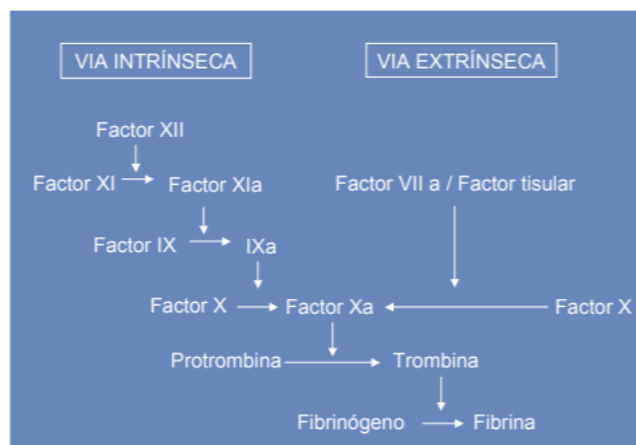 VIA INTRÍNSECA VIA EXTRÍNSECA
Factor XII
Factor XI Factor XIa Factor VII a / Factor tisular
Factor IX IXa
Factor X Factor Xa Factor X
Protrombina Trombina
Fibrinógeno Fibrina